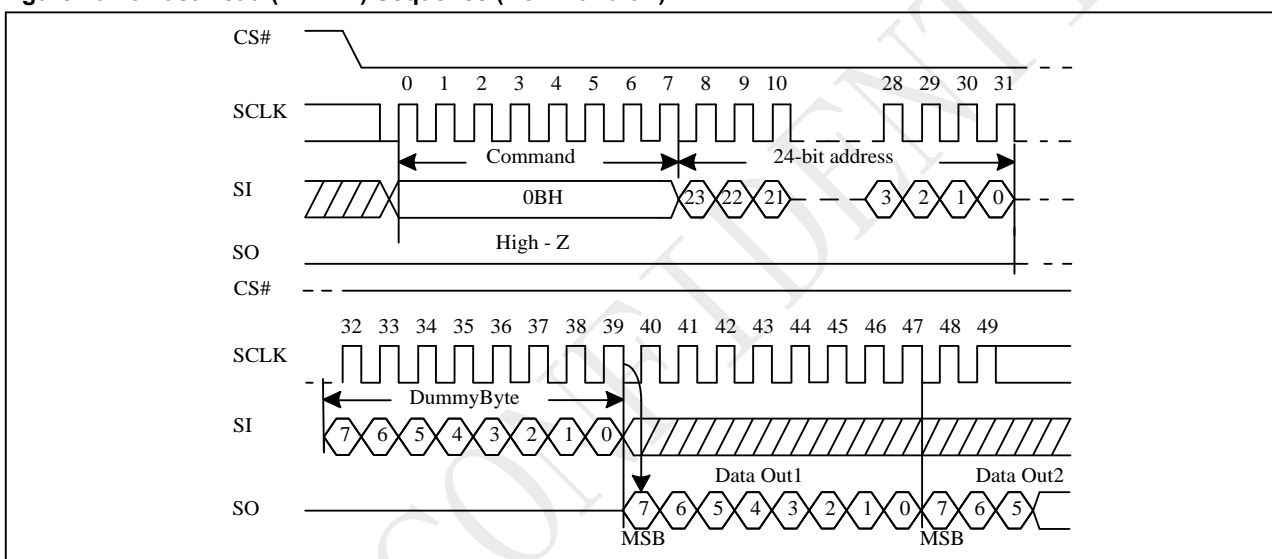 CS#
0 1 2 3 4 5 6 7 8 9 10 28 29 30 31
SCLK
Command 24-bit address
SI
0BH 23 22 21 3 2 1 0
High - Z
SO
CS#
32 33 34 35 36 37 38 39 40 41 42 43 44 45 46 47 48 49
SCLK
DummyByte
SI
7 6 5 4 3 2 1 0
Data Out1 Data Out2
SO
7 6 5 4 3 2 1 0 7 6 5
MSB MSB